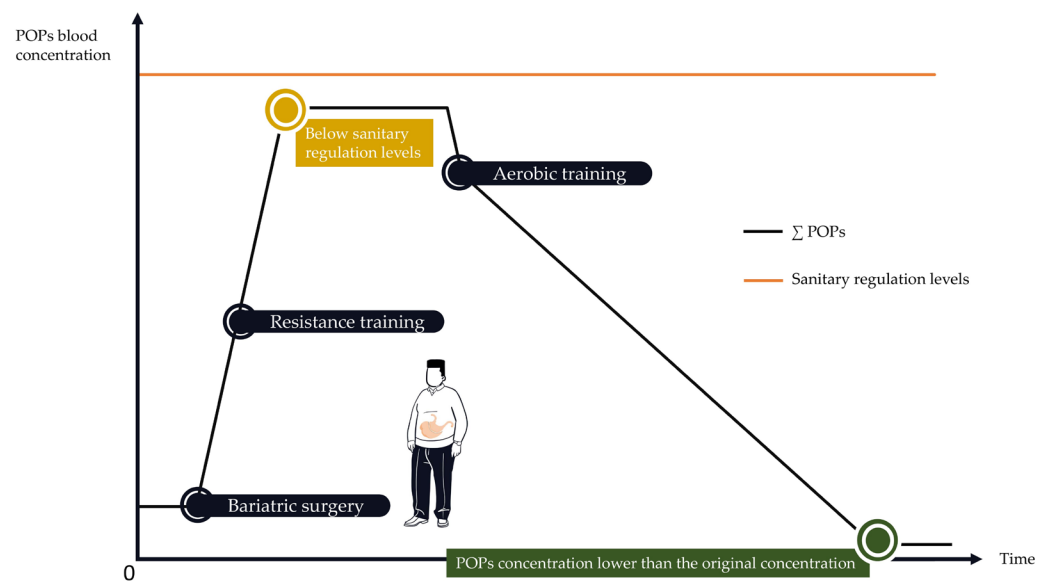 POPs blood
concentration
Below sanitary
regulation levels
Aerobic training
∑ POPs
Sanitary regulation levels
Resistance training
Bariatric surgery
POPs concentration lower than the original concentration
Time
0